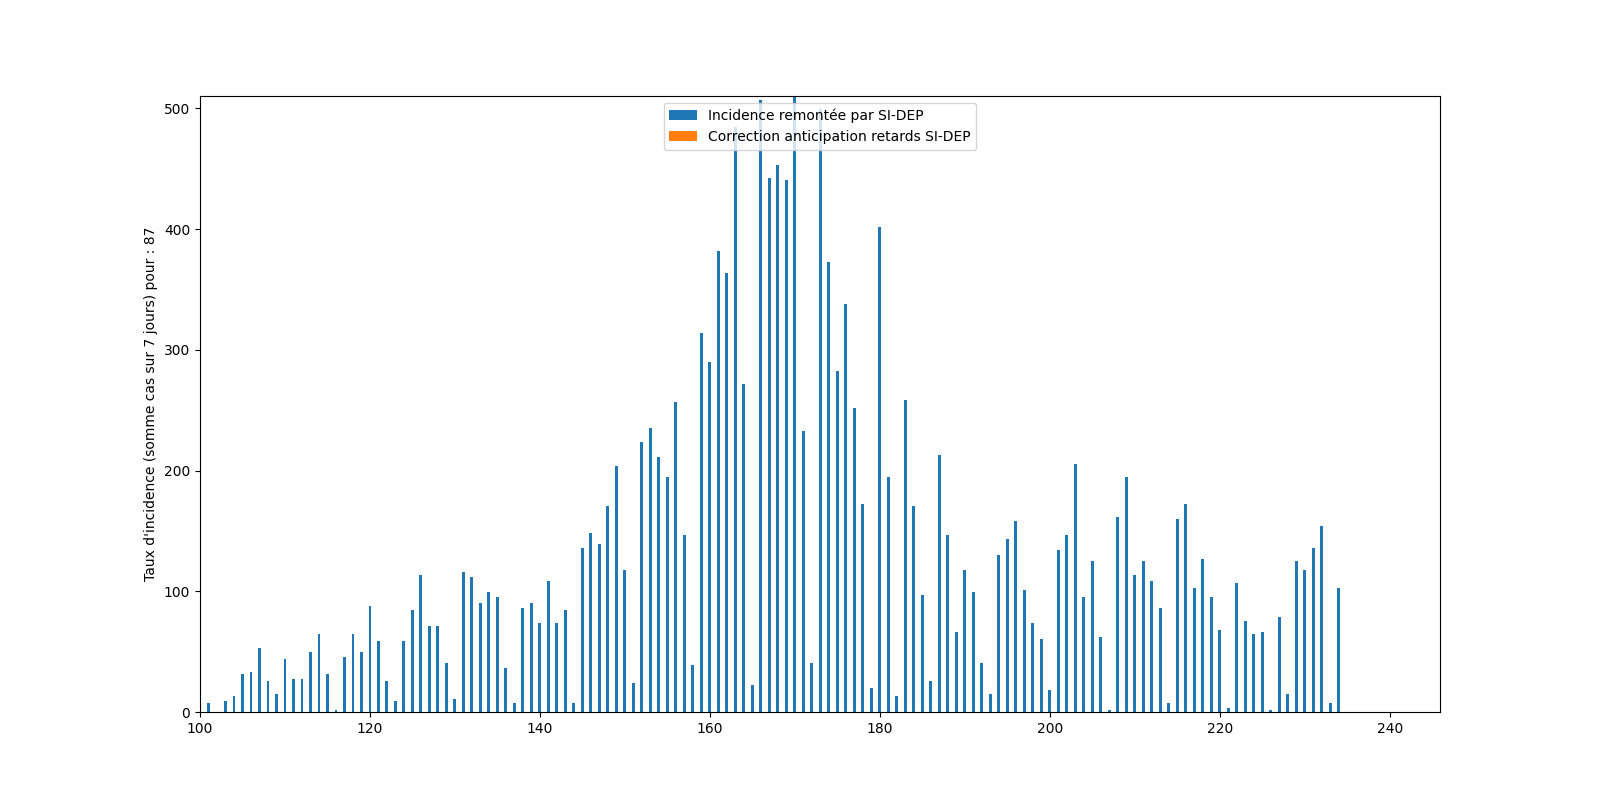 Incidence remontée par SI-DEP
Correction anticipation retards SI-DEP
Taux d'incidence (somme cas sur 7 jours) pour : 87
500
400
300
200
100
0
100 120 140 160 180 200 220 240